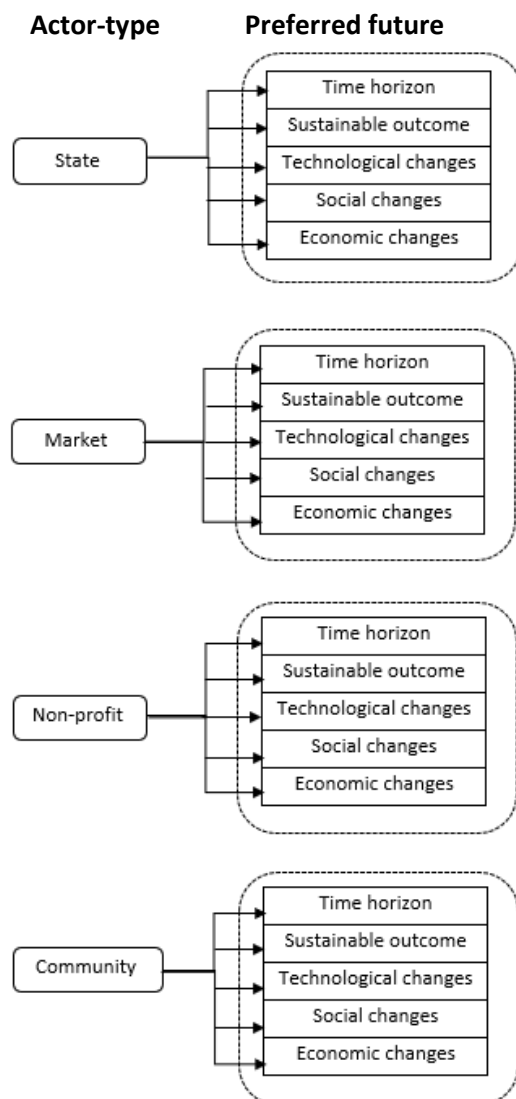 Actor-type Preferred future
Time horizon
Sustainable outcome
State
Technological changes
Social changes
Economic changes
Time horizon
Sustainable outcome
Market
Technological changes
Social changes
Economic changes
Time horizon
Sustainable outcome
Non-profit
Technological changes
Social changes
Economic changes
Time horizon
Sustainable outcome
Community
Technological changes
Social changes
Economic changes